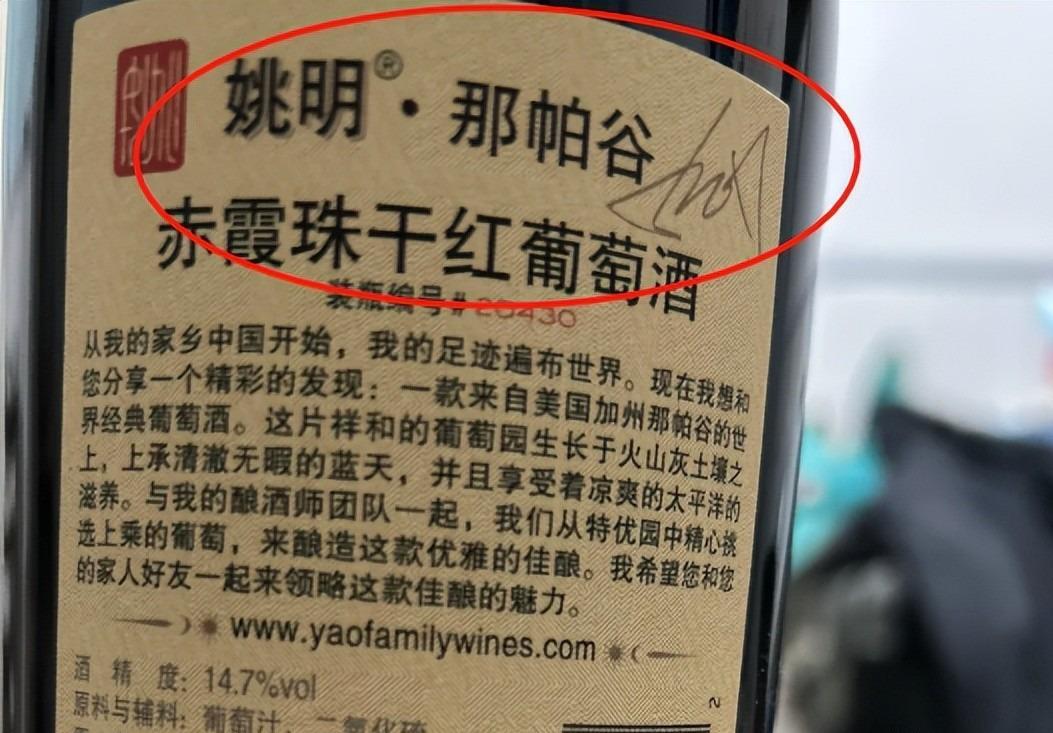 姚明®·那帕谷
赤霞珠干红葡萄酒
装瓶编号#20430
从我的家乡中国开始，我的足迹遍布世界。现在我想和
您分享一个精彩的发现：一款来自美国加州那帕谷的世
界经典葡萄酒。这片祥和的葡萄园生长于火山灰土壤之
上，上承清澈无暇的蓝天，并且享受着凉爽的太平洋的
滋养。与我的酿酒师团队一起，我们从特优园中精心挑
选上乘的葡萄，来酿造这款优雅的佳酿。我希望您和您
的家人好友一起来领略这款佳酿的魅力。
www.yaofamilywines.com
酒精度：14.7%vol
原料与辅料：葡萄汁、二氧化硫
2